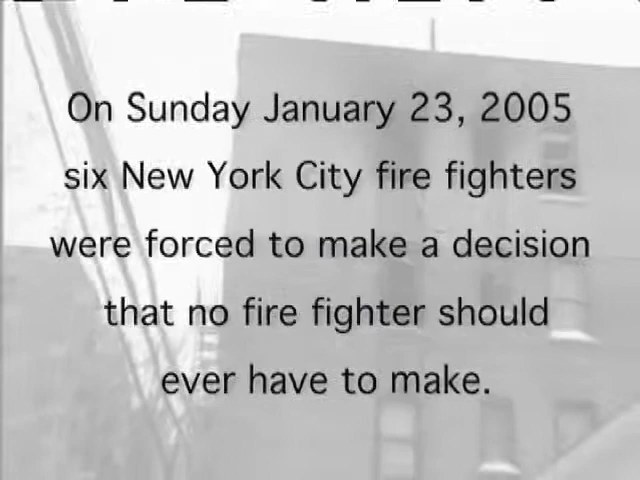 On Sunday January 23, 2005
six New York City fire fighters
were forced to make a decision
that no fire fighter should
ever have to make.